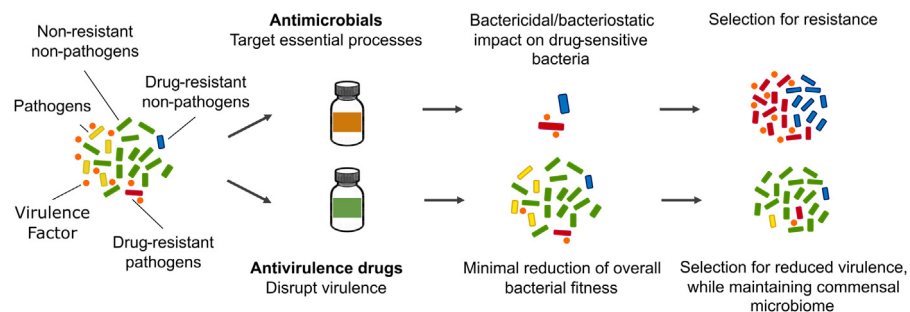 Non-resistant
non-pathogens
Pathogens
Drug-resistant
non-pathogens
Virulence
Factor
Drug-resistant
pathogens
Antimicrobials
Target essential processes
Antivirulence drugs
Disrupt virulence
Bactericidal/bacteriostatic
impact on drug-sensitive
bacteria
Minimal reduction of overall
bacterial fitness
Selection for resistance
Selection for reduced virulence,
while maintaining commensal
microbiome